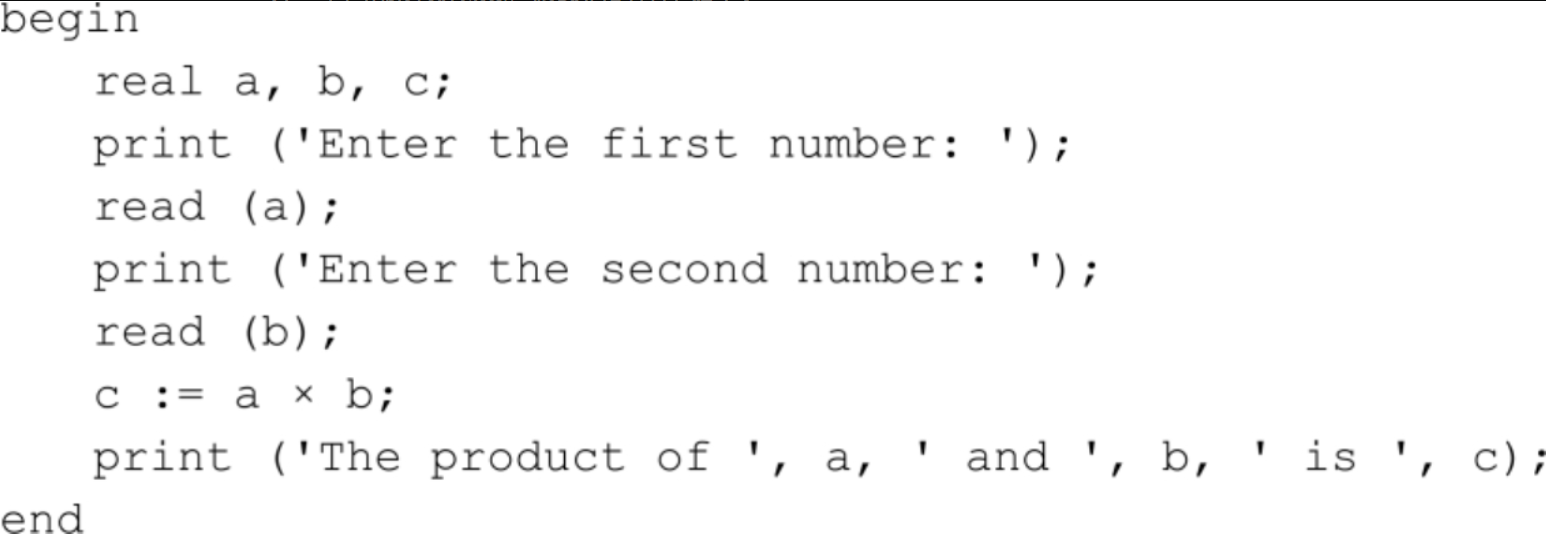 begin
real a, b, c;
print ('Enter the first number: ');
read (a);
print ('Enter the second number: ');
read (b);
c := a × b;
print ('The product of ', a, ' and ', b, ' is ', c);
end